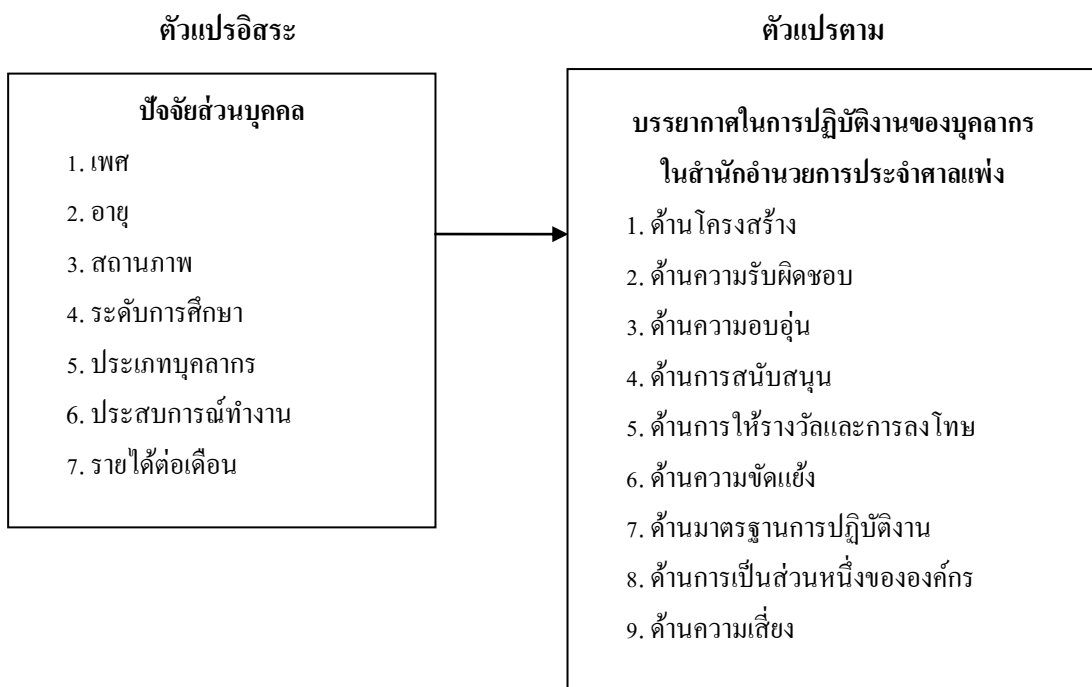 ตัวแปรอิสระ
ปัจจัยส่วนบุคคล
1. เพศ
2. อายุ
3. สถานภาพ
4. ระดับการศึกษา
5. ประเภทบุคลากร
6. ประสบการณ์ทำงาน
7. รายได้ต่อเดือน
ตัวแปรตาม
บรรยากาศในการปฏิบัติงานของบุคลากร
ในสำนักอำนวยการประจำศาลแพ่ง
1. ด้านโครงสร้าง
2. ด้านความรับผิดชอบ
3. ด้านความอบอุ่น
4. ด้านการสนับสนุน
5. ด้านการให้รางวัลและการลงโทษ
6. ด้านความขัดแย้ง
7. ด้านมาตรฐานการปฏิบัติงาน
8. ด้านการเป็นส่วนหนึ่งขององค์กร
9. ด้านความเสี่ยง